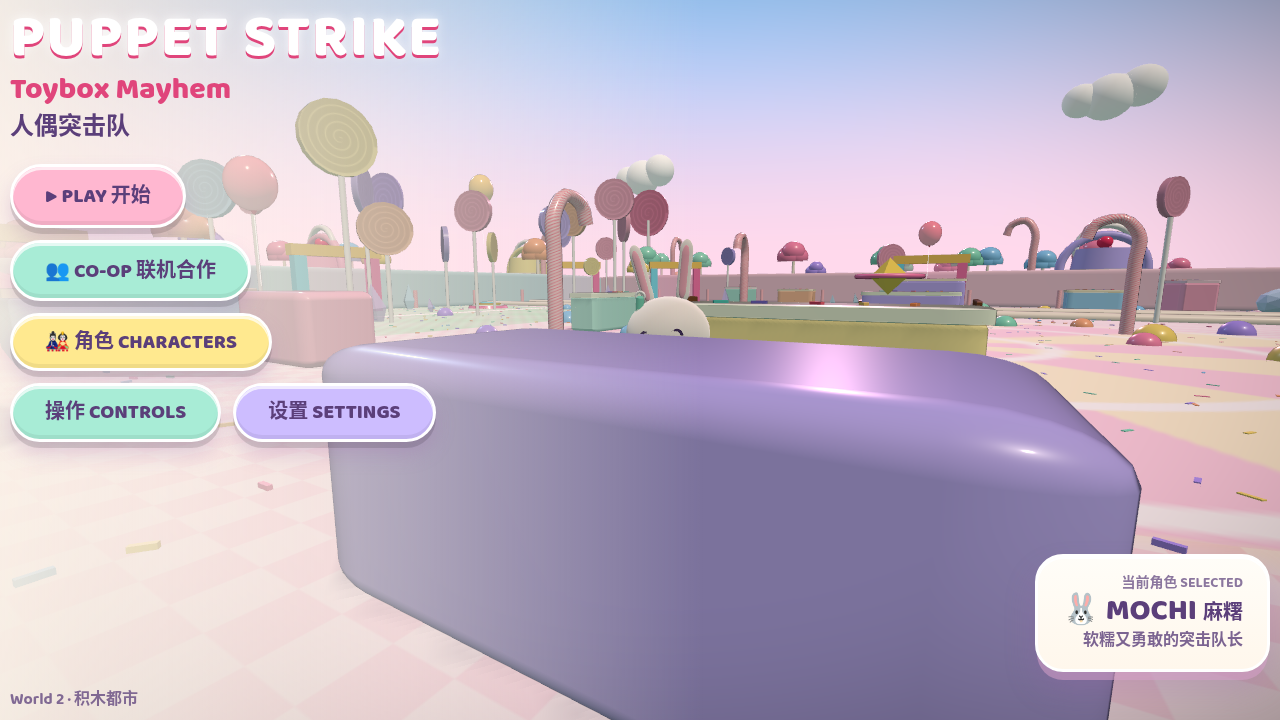 PUPPET STRIKE
Toybox Mayhem
人偶突击队
▶ PLAY 开始
👥 CO-OP 联机合作
🎎 角色 CHARACTERS
操作 CONTROLS
设置 SETTINGS
当前角色 SELECTED
🐰 MOCHI 麻糬
软糯又勇敢的突击队长
World 2 · 积木都市